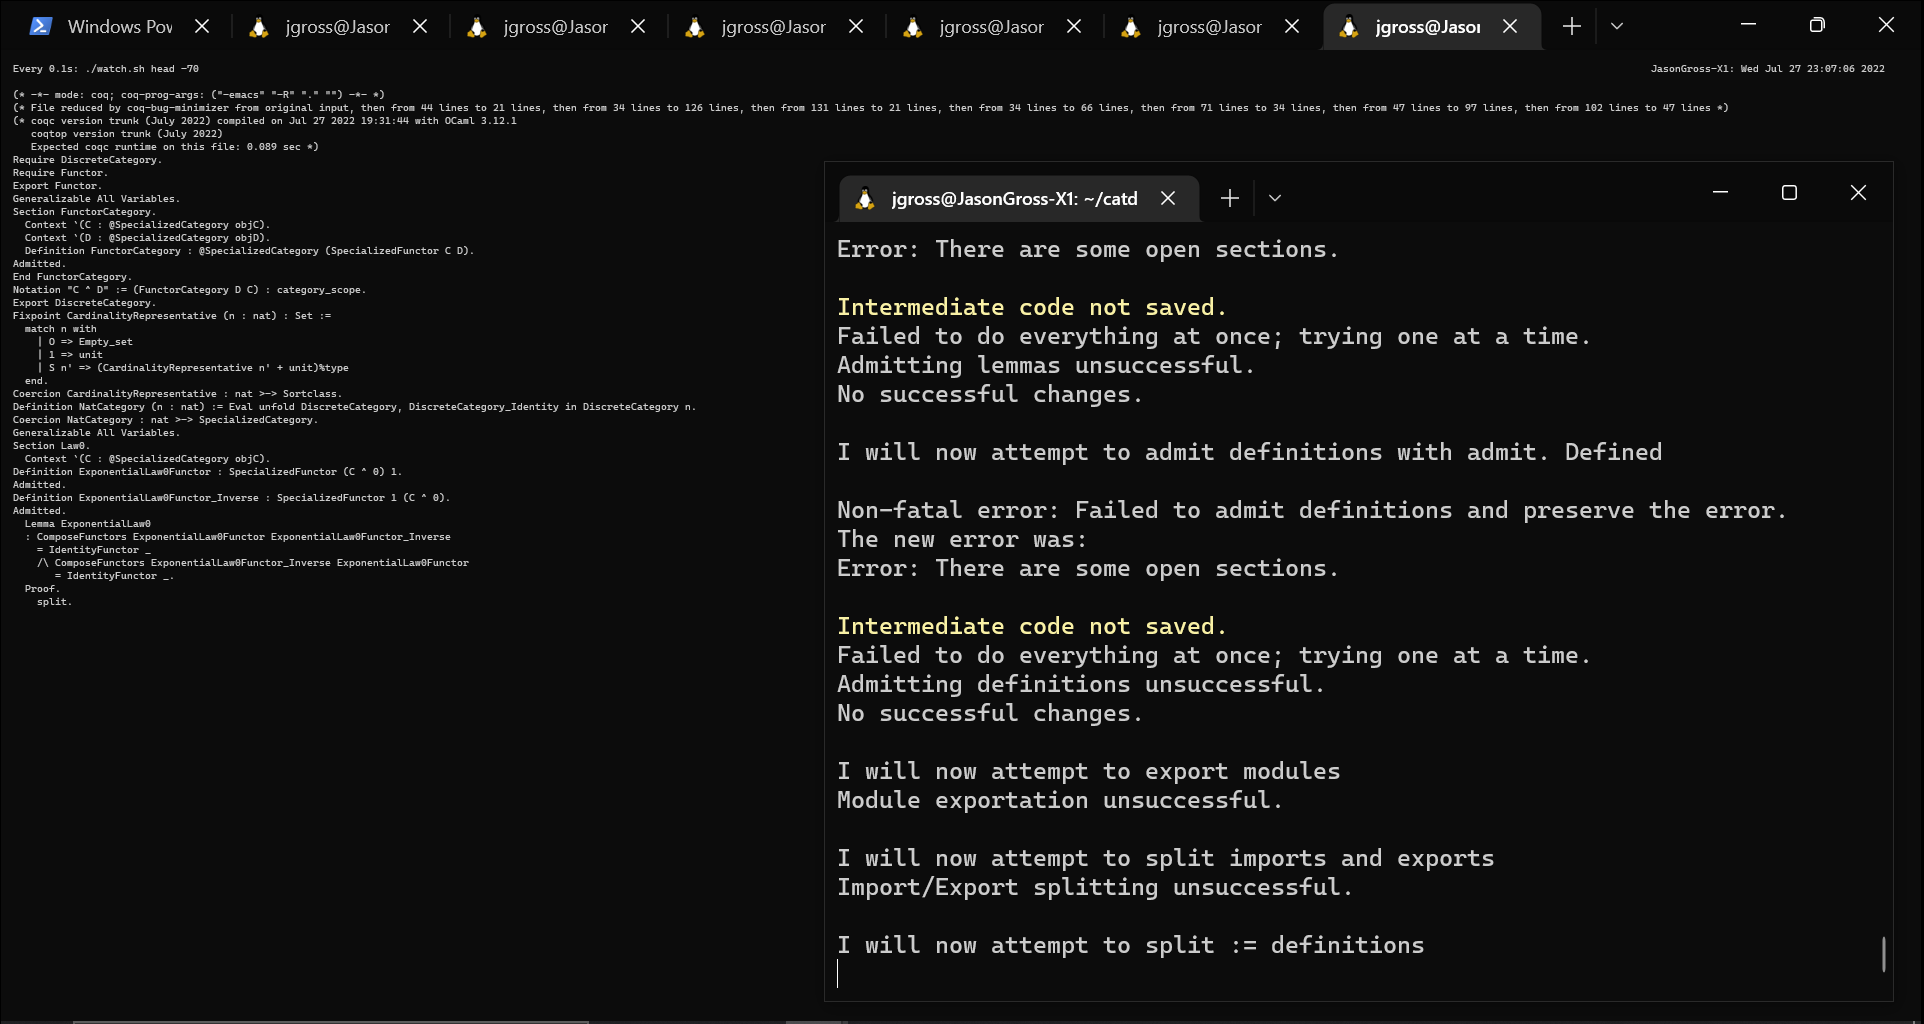 Windows Pov
jgross@Jasor
jgross@Jasor
jgross@Jasor
jgross@Jasor
jgross@Jasor
jgross@Jasor
Every 0.1s: ./watch.sh head -70
JasonGross-X1: Wed Jul 27 23:07:06 2022
(* -*- mode: coq; coq-prog-args: ("-emacs" "-R" "." "") -*- *)
(* File reduced by coq-bug-minimizer from original input, then from 44 lines to 21 lines, then from 34 lines to 126 lines, then from 131 lines to 21 lines, then from 34 lines to 66 lines, then from 71 lines to 34 lines, then from 47 lines to 97 lines, then from 102 lines to 47 lines *)
(* coqc version trunk (July 2022) compiled on Jul 27 2022 19:31:44 with OCaml 3.12.1
coqtop version trunk (July 2022)
Expected coqc runtime on this file: 0.089 sec *)
Require DiscreteCategory.
Require Functor.
Export Functor.
Generalizable All Variables.
Section FunctorCategory.
Context `(C : @SpecializedCategory objC).
Context `(D : @SpecializedCategory objD).
Definition FunctorCategory : @SpecializedCategory (SpecializedFunctor C D).
Admitted.
End FunctorCategory.
Notation "C ^ D" := (FunctorCategory D C) : category_scope.
Export DiscreteCategory.
Fixpoint CardinalityRepresentative (n : nat) : Set :=
match n with
| O => Empty_set
| 1 => unit
| S n' => (CardinalityRepresentative n' + unit)%type
end.
Coercion CardinalityRepresentative : nat >-> Sortclass.
Definition NatCategory (n : nat) := Eval unfold DiscreteCategory, DiscreteCategory_Identity in DiscreteCategory n.
Coercion NatCategory : nat >-> SpecializedCategory.
Generalizable All Variables.
Section Law0.
Context `(C : @SpecializedCategory objC).
Definition ExponentialLaw0Functor : SpecializedFunctor (C ^ 0) 1.
Admitted.
Definition ExponentialLaw0Functor_Inverse : SpecializedFunctor 1 (C ^ 0).
Admitted.
Lemma ExponentialLaw0
: ComposeFunctors ExponentialLaw0Functor ExponentialLaw0Functor_Inverse
= IdentityFunctor _
/\ ComposeFunctors ExponentialLaw0Functor_Inverse ExponentialLaw0Functor
= IdentityFunctor _.
Proof.
split.
jgross@JasonGross-X1: ~/catd
Error: There are some open sections.
Intermediate code not saved.
Failed to do everything at once; trying one at a time.
Admitting lemmas unsuccessful.
No successful changes.
I will now attempt to admit definitions with admit. Defined
Non-fatal error: Failed to admit definitions and preserve the error.
The new error was:
Error: There are some open sections.
Intermediate code not saved.
Failed to do everything at once; trying one at a time.
Admitting definitions unsuccessful.
No successful changes.
I will now attempt to export modules
Module exportation unsuccessful.
I will now attempt to split imports and exports
Import/Export splitting unsuccessful.
I will now attempt to split := definitions